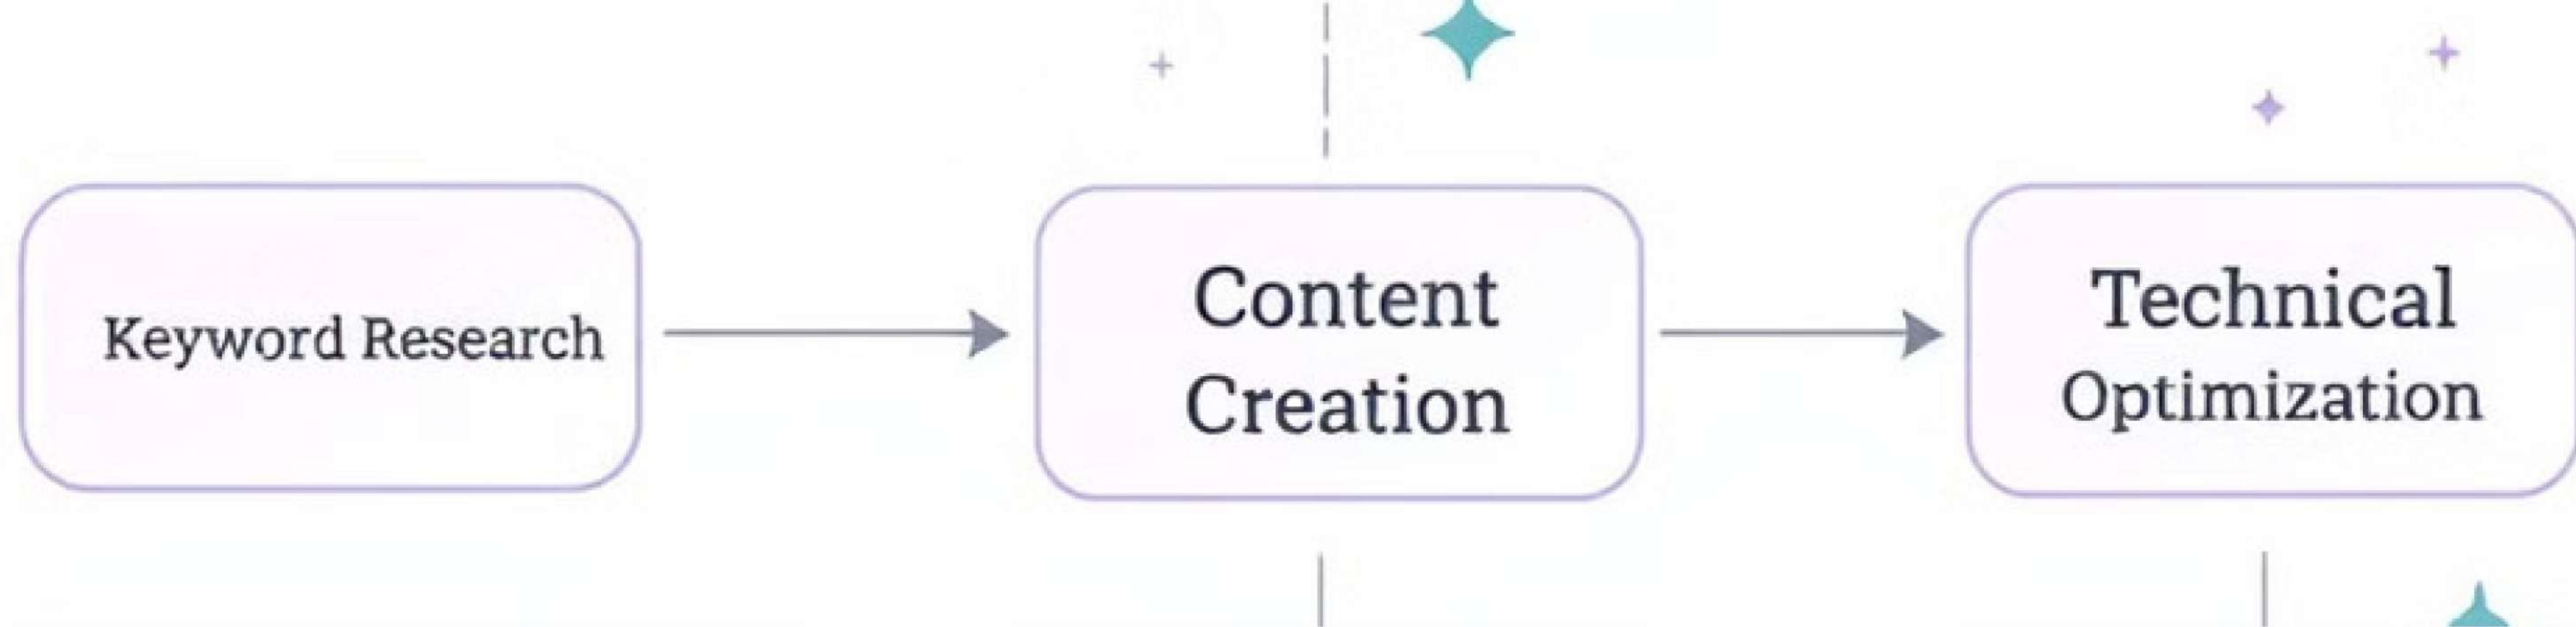 Keyword Research
Content
Creation
Technical
Optimization